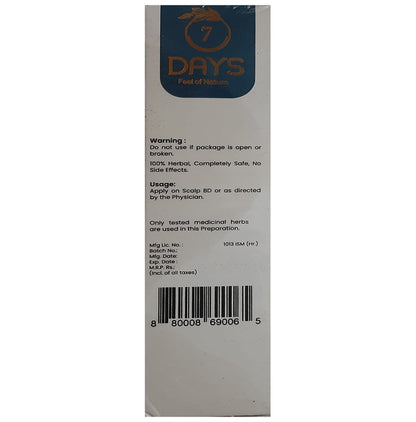 7
DAYS
Feel of Nature
Warning :
Do not use if package is open or
broken.
100% Herbal, Completely Safe, No
Side Effects.
Usage:
Apply on Scalp BD or as directed
by the Physician.
Only tested medicinal herbs
are used in this Preparation.
Mfg Lic. No. : 1013 ISM (Hr.)
Batch No.:
Mfg. Date:
Exp. Date :
M.R.P. Rs.:
(Incl. of all taxes)
8 80008 69006 5